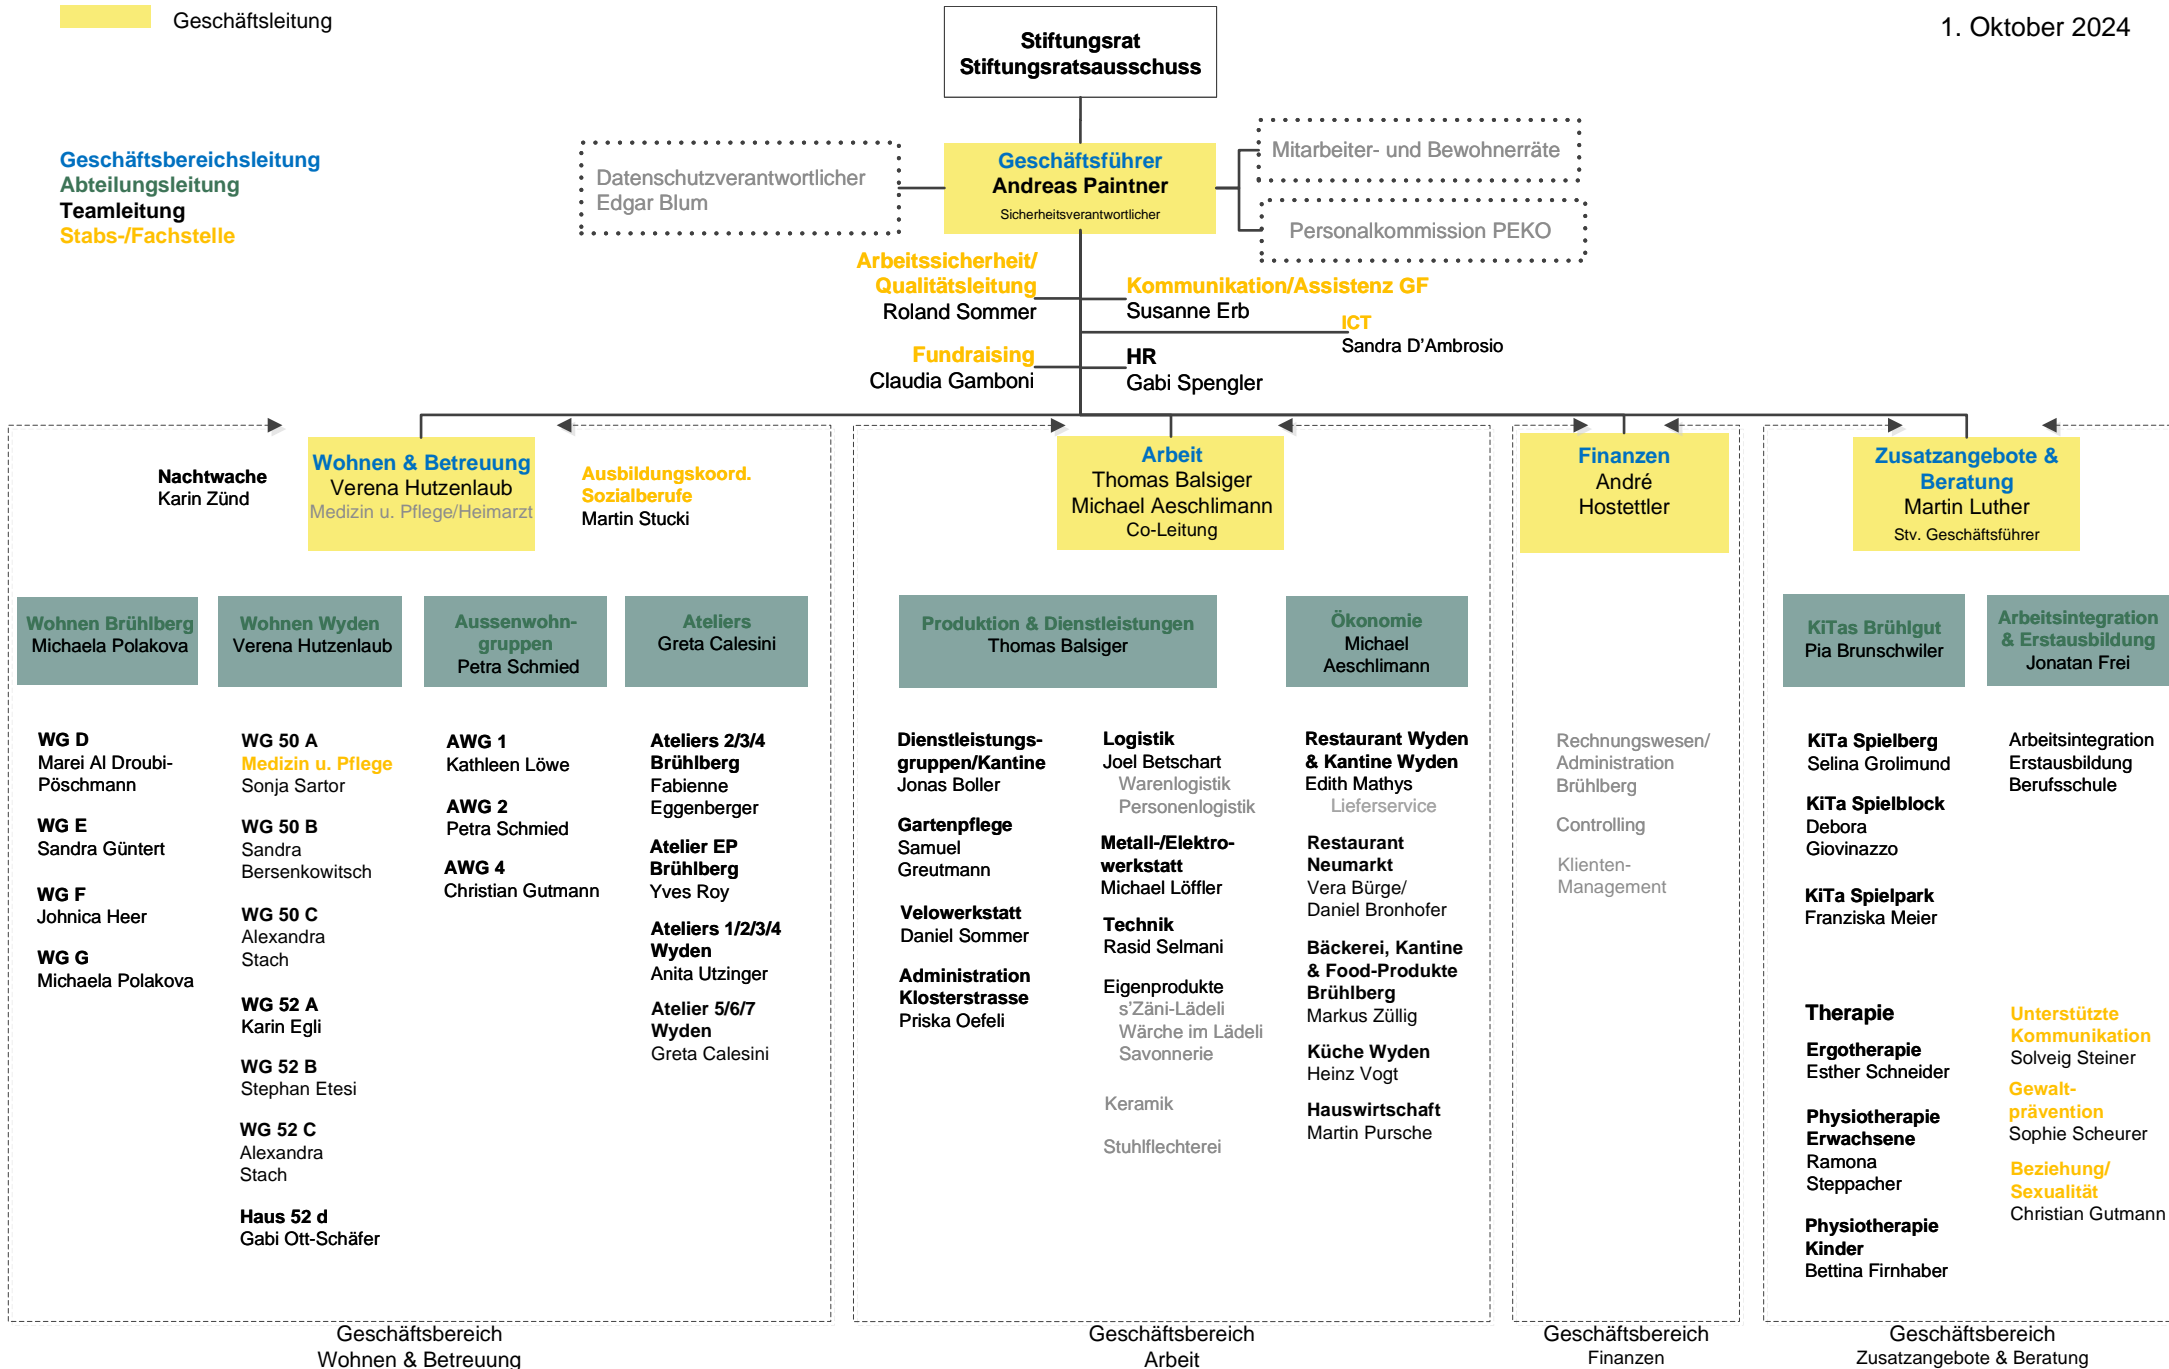 Geschäftsleitung
1. Oktober 2024
Stiftungsrat
Stiftungsratsausschuss
Geschäftsbereichsleitung
Abteilungsleitung
Teamleitung
Stabs-/Fachstelle
Datenschutzverantwortlicher
Edgar Blum
Geschäftsführer
Andreas Paintner
Sicherheitsverantwortlicher
Mitarbeiter- und Bewohnerräte
Personalkommission PEKO
Arbeitssicherheit/
Qualitätsleitung
Roland Sommer
Kommunikation/Assistenz GF
Susanne Erb
ICT
Sandra D'Ambrosio
Fundraising
Claudia Gamboni
HR
Gabi Spengler
Nachtwache
Karin Zünd
Wohnen & Betreuung
Verena Hutzenlaub
Medizin u. Pflege/Heimarzt
Ausbildungskoord.
Sozialberufe
Martin Stucki
Arbeit
Thomas Balsiger
Michael Aeschlimann
Co-Leitung
Finanzen
André
Hostettler
Zusatzangebote &
Beratung
Martin Luther
Stv. Geschäftsführer
Wohnen Brühlberg
Michaela Polakova
Wohnen Wyden
Verena Hutzenlaub
Aussenwohn-
gruppen
Petra Schmied
Ateliers
Greta Calesini
Produktion & Dienstleistungen
Thomas Balsiger
Ökonomie
Michael
Aeschlimann
KiTas Brühlgut
Pia Brunschwiler
Arbeitsintegration
& Erstausbildung
Jonatan Frei
WG D
Marei Al Droubi-
Pöschmann
WG E
Sandra Güntert
WG F
Johnica Heer
WG G
Michaela Polakova
WG 50 A
Medizin u. Pflege
Sonja Sartor
WG 50 B
Sandra
Bersenkowitsch
WG 50 C
Alexandra
Stach
WG 52 A
Karin Egli
WG 52 B
Stephan Etesi
WG 52 C
Alexandra
Stach
Haus 52 d
Gabi Ott-Schäfer
AWG 1
Kathleen Löwe
AWG 2
Petra Schmied
AWG 4
Christian Gutmann
Ateliers 2/3/4
Brühlberg
Fabienne
Eggenberger
Atelier EP
Brühlberg
Yves Roy
Ateliers 1/2/3/4
Wyden
Anita Utzinger
Atelier 5/6/7
Wyden
Greta Calesini
Dienstleistungs-
gruppen/Kantine
Jonas Boller
Gartenpflege
Samuel
Greutmann
Velowerkstatt
Daniel Sommer
Administration
Klosterstrasse
Priska Oefeli
Logistik
Joel Betschart
Warenlogistik
Personenlogistik
Metall-/Elektro-
werkstatt
Michael Löffler
Technik
Rasid Selmani
Eigenprodukte
s'Zäni-Lädeli
Wärche im Lädeli
Savonnerie
Keramik
Stuhlflechterei
Restaurant Wyden
& Kantine Wyden
Edith Mathys
Lieferservice
Restaurant
Neumarkt
Vera Bürge/
Daniel Bronhofer
Bäckerei, Kantine
& Food-Produkte
Brühlberg
Markus Züllig
Küche Wyden
Heinz Vogt
Hauswirtschaft
Martin Pursche
Rechnungswesen/
Administration
Brühlberg
Controlling
Klienten-
Management
KiTa Spielberg
Selina Grolimund
KiTa Spielblock
Debora
Giovinazzo
KiTa Spielpark
Franziska Meier
Therapie
Ergotherapie
Esther Schneider
Physiotherapie
Erwachsene
Ramona
Steppacher
Physiotherapie
Kinder
Bettina Firnhaber
Arbeitsintegration
Erstausbildung
Berufsschule
Unterstützte
Kommunikation
Solveig Steiner
Gewalt-
prävention
Sophie Scheurer
Beziehung/
Sexualität
Christian Gutmann
Geschäftsbereich
Wohnen & Betreuung
Geschäftsbereich
Arbeit
Geschäftsbereich
Finanzen
Geschäftsbereich
Zusatzangebote & Beratung